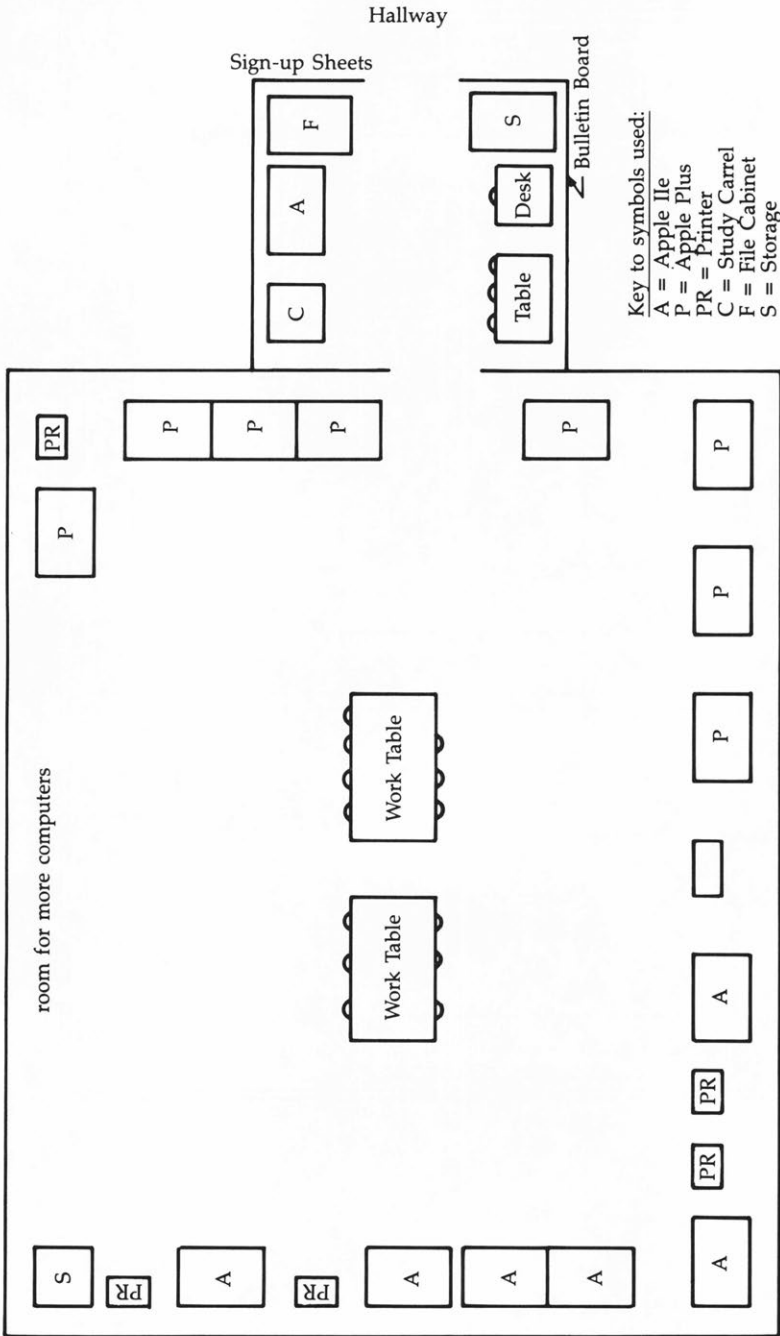 Hallway
Sign-up Sheets
F
S
Bulletin Board
A
Desk
C
Table
Key to symbols used:
A = Apple IIe
P = Apple Plus
PR = Printer
C = Study Carrel
F = File Cabinet
S = Storage
PR
P
P
P
P
P
P
P
P
room for more computers
Work Table
Work Table
A
PR
PR
S
PR
A
PR
A
A
A
A